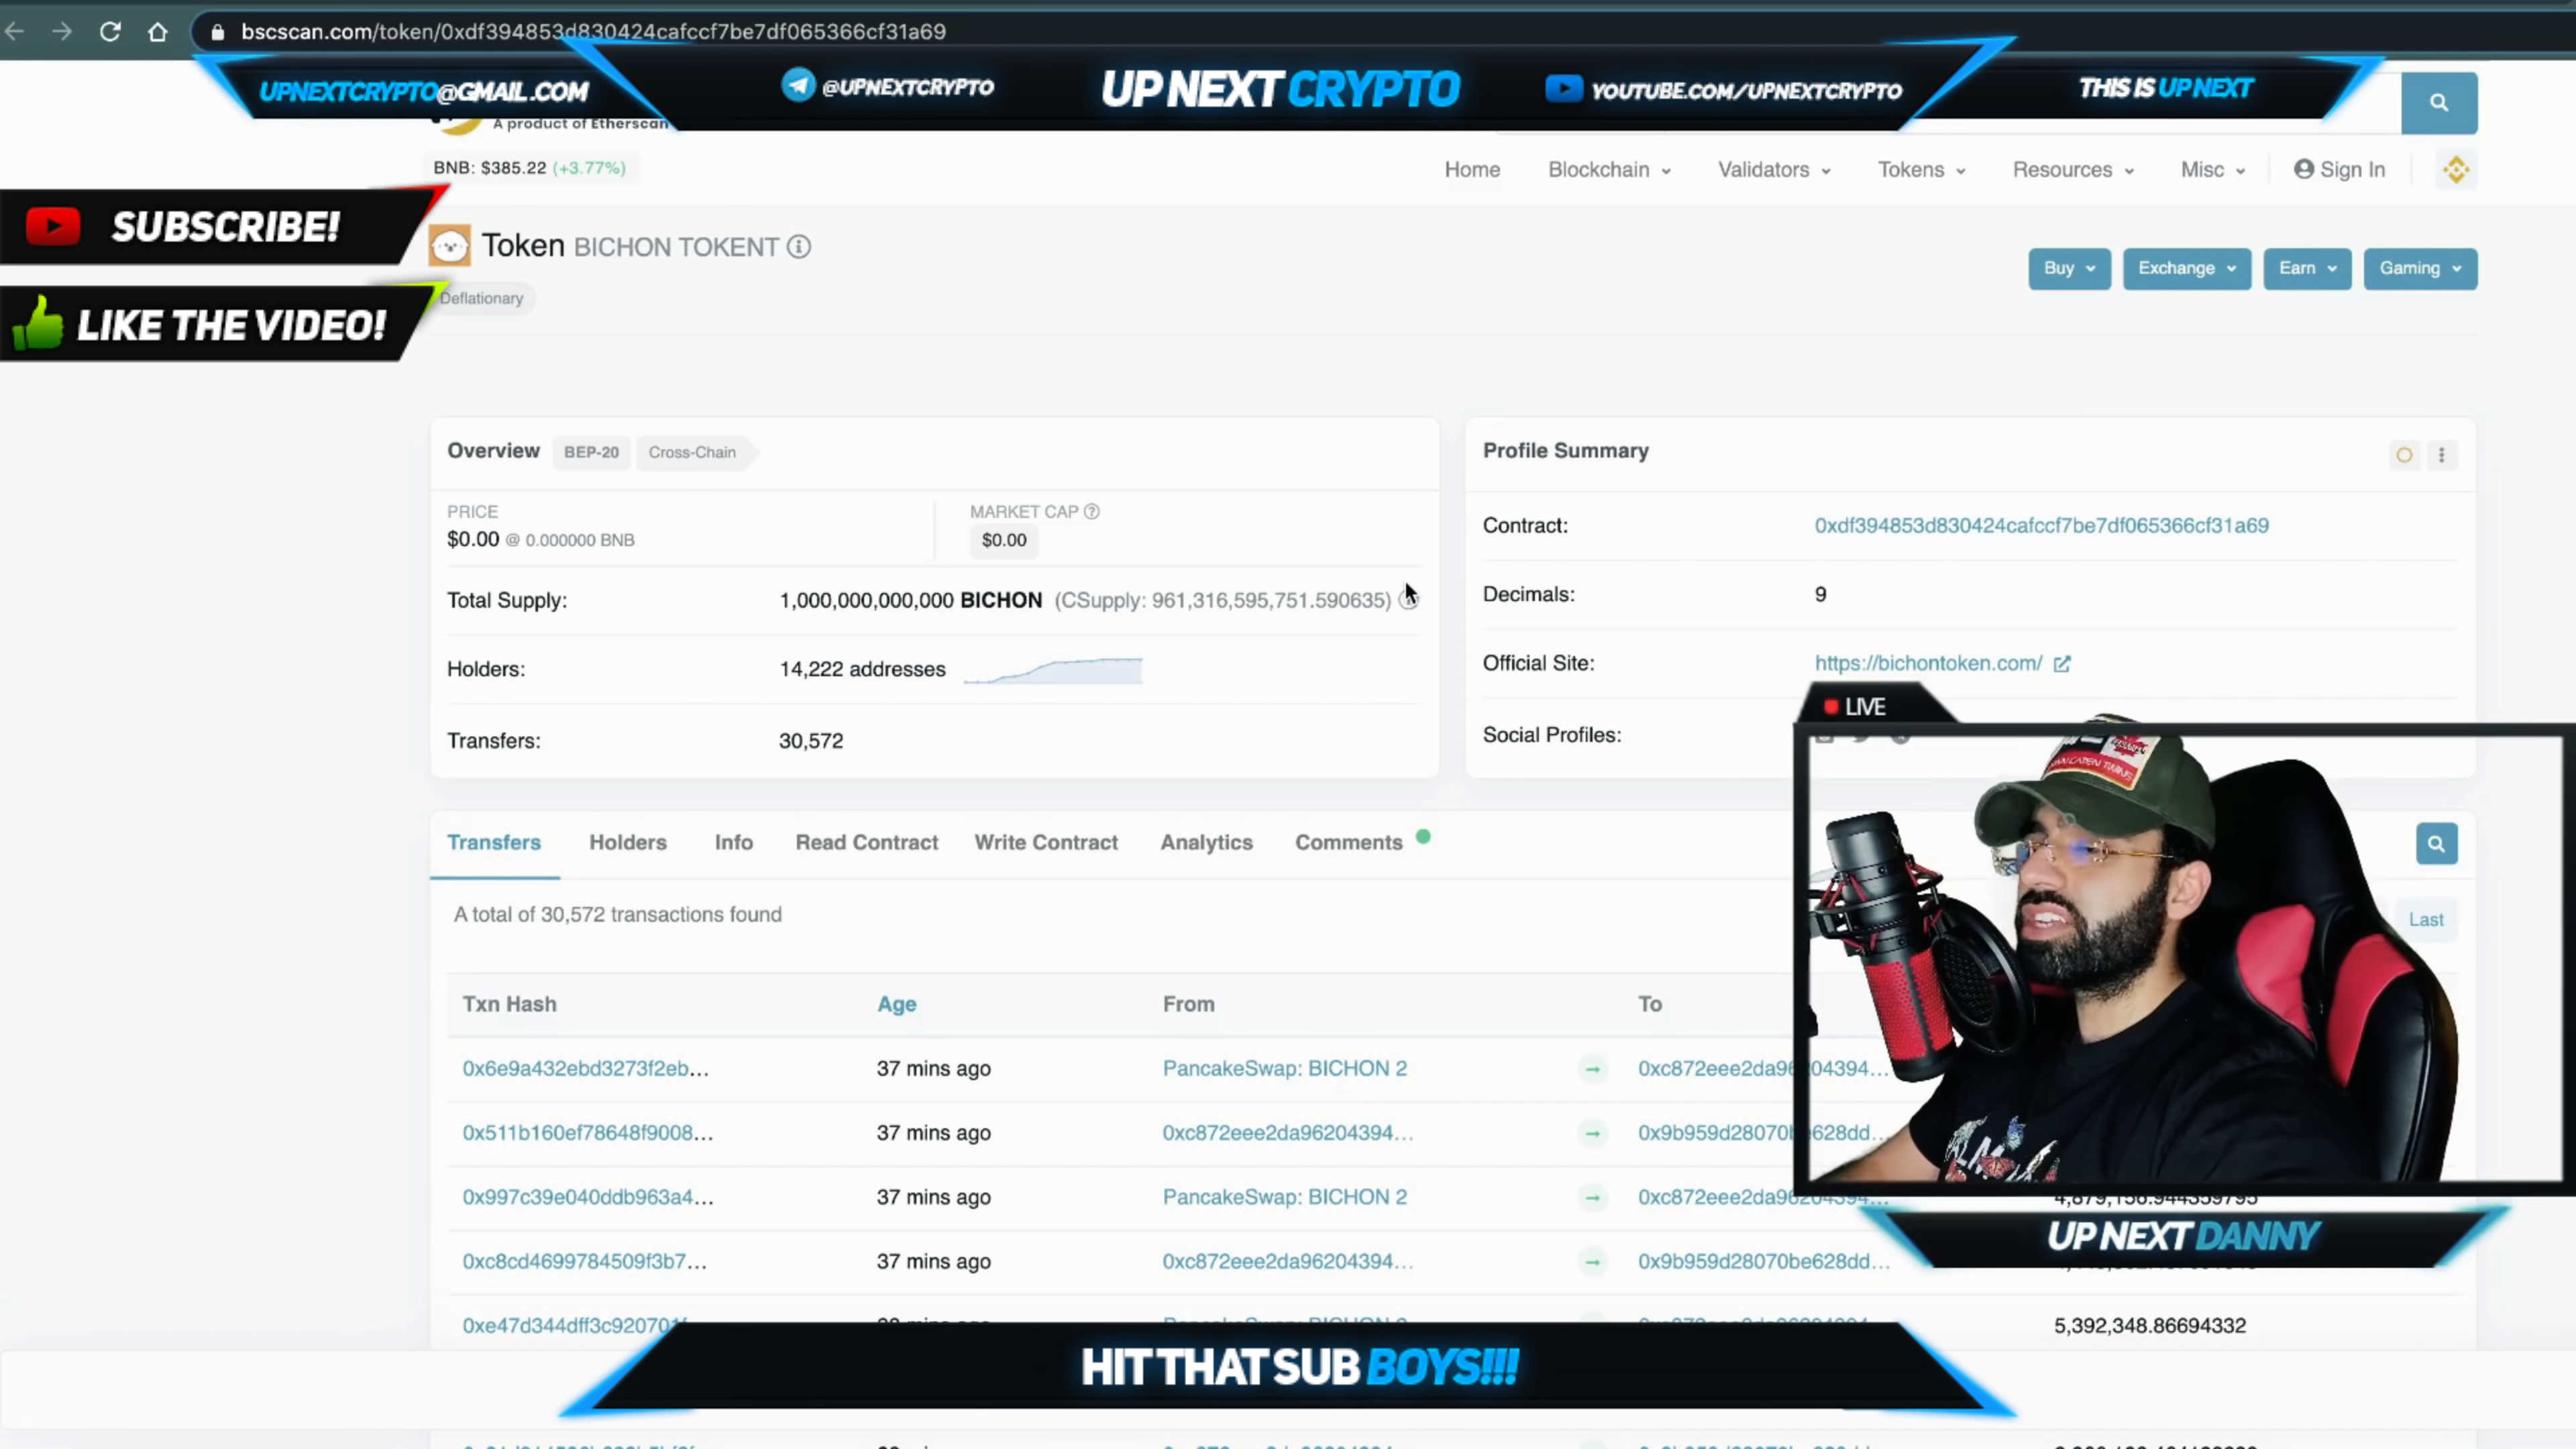 bscscan.com/token/0xdf394853d830424cafccf7be7df065366cf31a69
UPNEXTCRYPTO@GMAIL.COM
@UPNEXTCRYPTO
UP NEXT CRYPTO
YOUTUBE.COM/UPNEXTCRYPTO
THIS IS UP NEXT
A product of Etherscan
BNB: $385.22 (+3.77%)
Home
Blockchain
Validators
Tokens
Resources
Misc
Sign In
SUBSCRIBE!
Token BICHON TOKENT
Buy
Exchange
Earn
Gaming
Deflationary
LIKE THE VIDEO!
Overview
BEP-20
Cross-Chain
PRICE
$0.00 @ 0.000000 BNB
MARKET CAP
$0.00
Total Supply:
1,000,000,000,000 BICHON (CSupply: 961,316,595,751.590635)
Holders:
14,222 addresses
Transfers:
30,572
Profile Summary
Contract:
0xdf394853d830424cafccf7be7df065366cf31a69
Decimals:
9
Official Site:
https://bichontoken.com/
Social Profiles:
LIVE
Transfers
Holders
Info
Read Contract
Write Contract
Analytics
Comments
A total of 30,572 transactions found
Last
Txn Hash
Age
From
To
0x6e9a432ebd3273f2eb...
37 mins ago
PancakeSwap: BICHON 2
0x511b160ef78648f9008...
37 mins ago
0xc872eee2da96204394...
0x997c39e040ddb963a4...
37 mins ago
PancakeSwap: BICHON 2
0xc8cd4699784509f3b7...
37 mins ago
0xc872eee2da96204394...
0x9b959d28070be628dd...
UP NEXT DANNY
5,392,348.86694332
HIT THAT SUB BOYS!!!